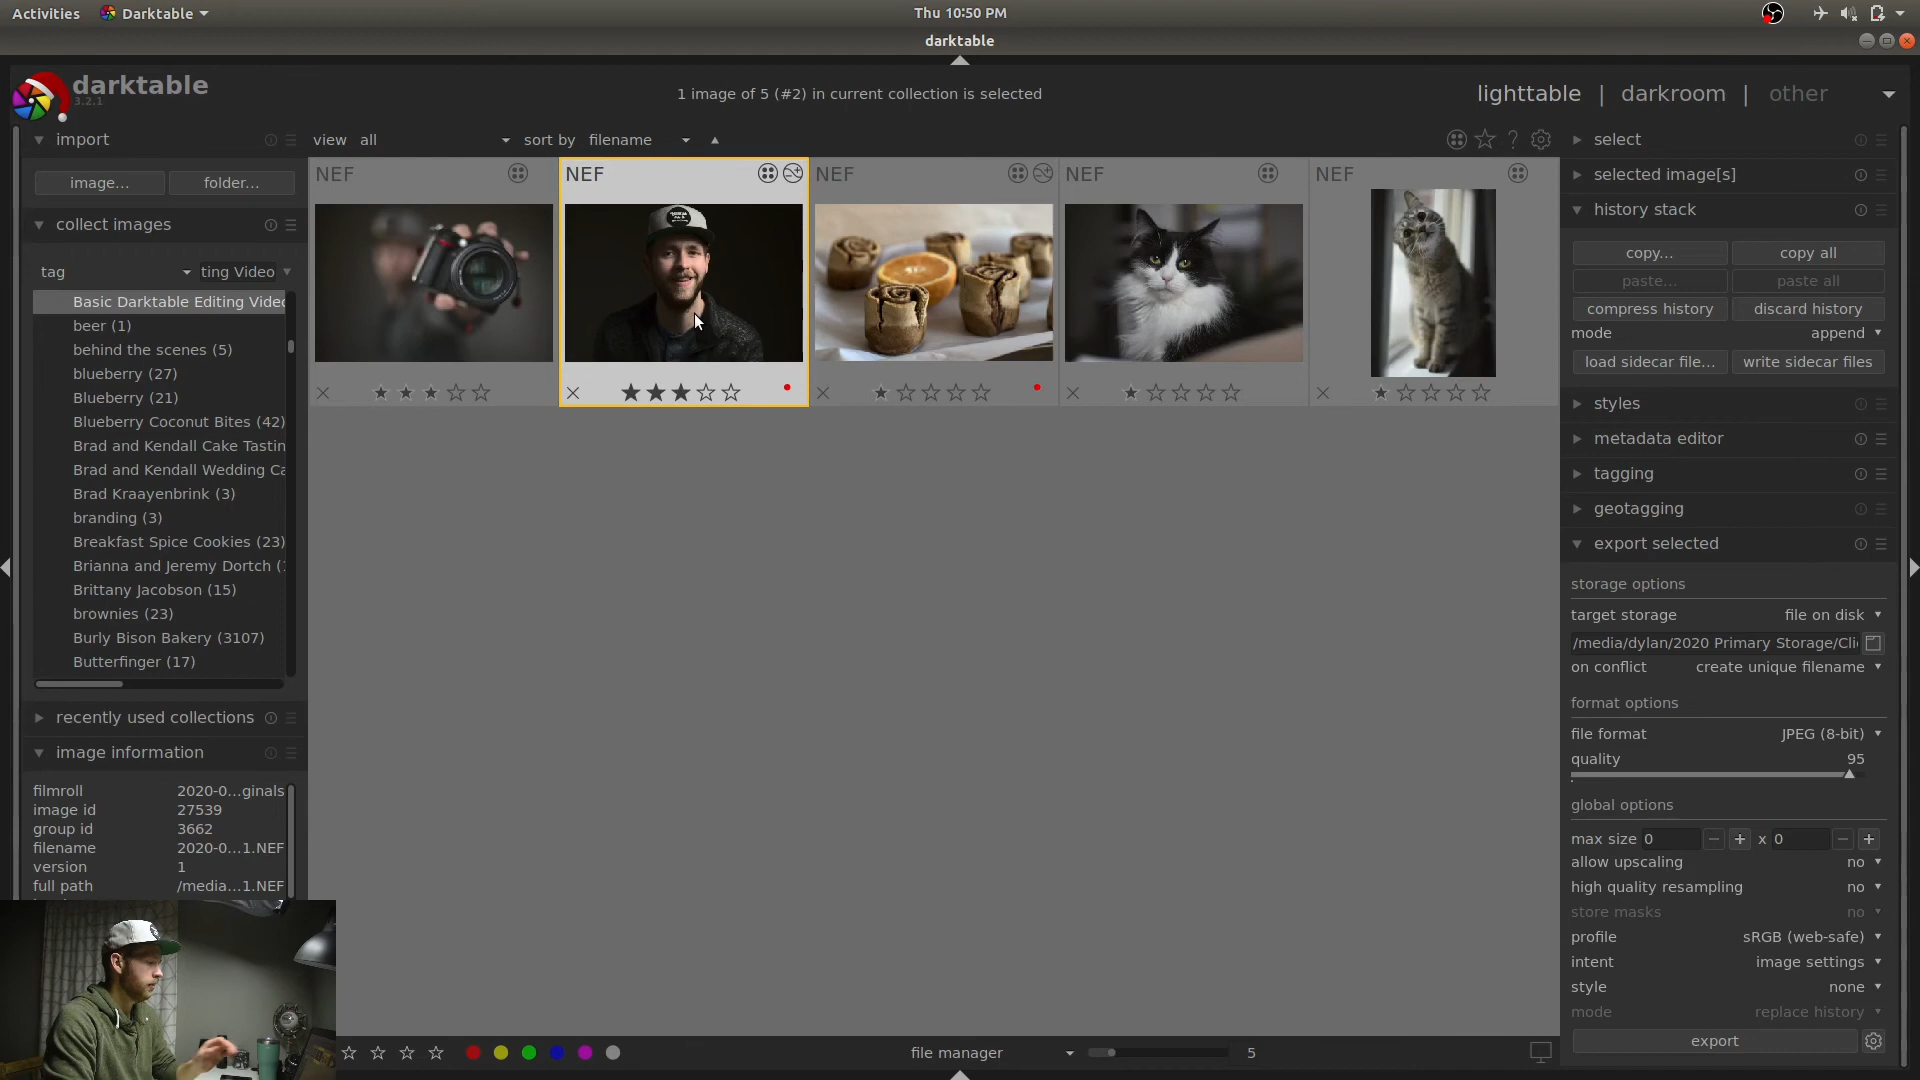 Activities Darktable Thu 10:50 PM
darktable
darktable
3.2.1
1 image of 5 (#2) in current collection is selected
lighttable | darkroom | other
import
view all sort by filename
select
image... folder...
NEF NEF NEF NEF NEF
selected image[s]
collect images
history stack
tag ting Video
copy... copy all
paste... paste all
Basic Darktable Editing Video
compress history discard history
beer (1)
mode append
behind the scenes (5)
load sidecar file... write sidecar files
blueberry (27)
Blueberry (21)
styles
Blueberry Coconut Bites (42)
metadata editor
Brad and Kendall Cake Tastin
Brad and Kendall Wedding Ca
tagging
Brad Kraayenbrink (3)
geotagging
branding (3)
Breakfast Spice Cookies (23)
export selected
Brianna and Jeremy Dortch (
storage options
Brittany Jacobson (15)
target storage file on disk
brownies (23)
/media/dylan/2020 Primary Storage/Cli
Burly Bison Bakery (3107)
on conflict create unique filename
Butterfinger (17)
format options
recently used collections
file format JPEG (8-bit)
image information
quality 95
filmroll 2020-0...ginals
global options
image id 27539
group id 3662
max size 0 x 0
filename 2020-0...1.NEF
allow upscaling no
version 1
high quality resampling no
full path /media...1.NEF
store masks no
profile sRGB (web-safe)
intent image settings
style none
mode replace history
export
file manager 5